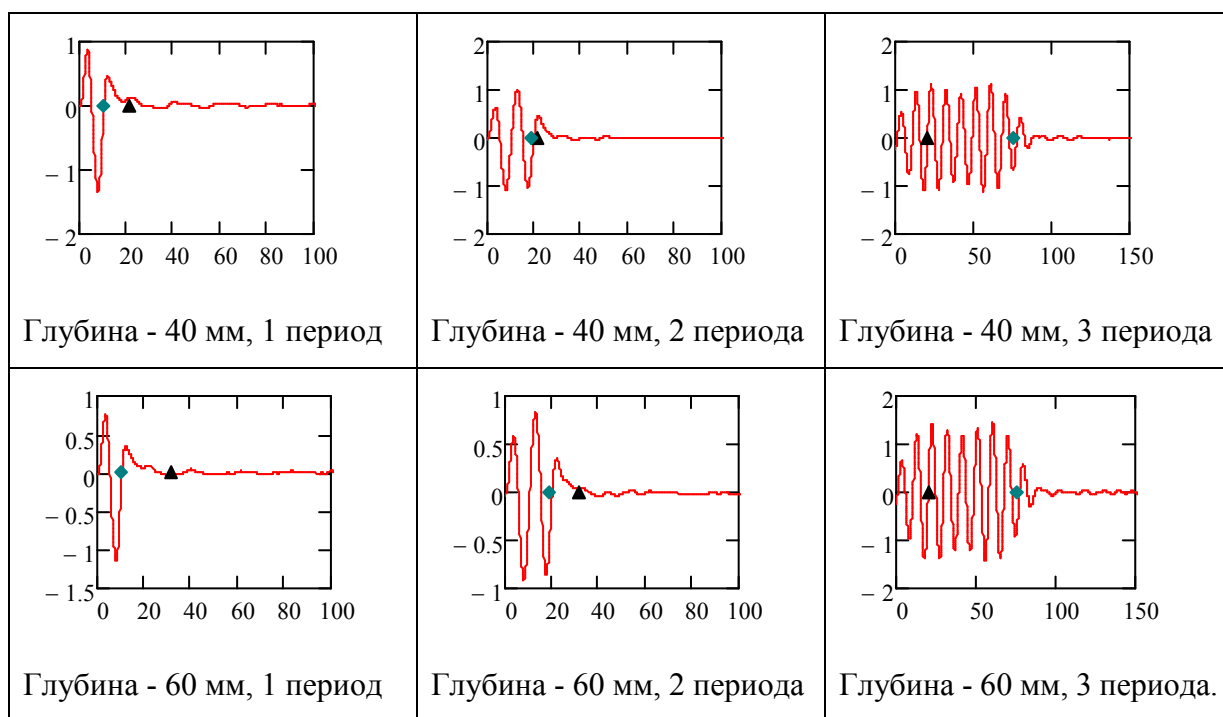 1
0
– 1
– 2
0 20 40 60 80 100
Глубина - 40 мм, 1 период
2
1
0
– 1
– 2
0 20 40 60 80 100
Глубина - 40 мм, 2 периода
2
1
0
– 1
– 2
0 50 100 150
Глубина - 40 мм, 3 периода
1
0.5
0
– 0.5
– 1
– 1.5
0 20 40 60 80 100
Глубина - 60 мм, 1 период
1
0.5
0
– 0.5
– 1
0 20 40 60 80 100
Глубина - 60 мм, 2 периода
2
1
0
– 1
– 2
0 50 100 150
Глубина - 60 мм, 3 периода.